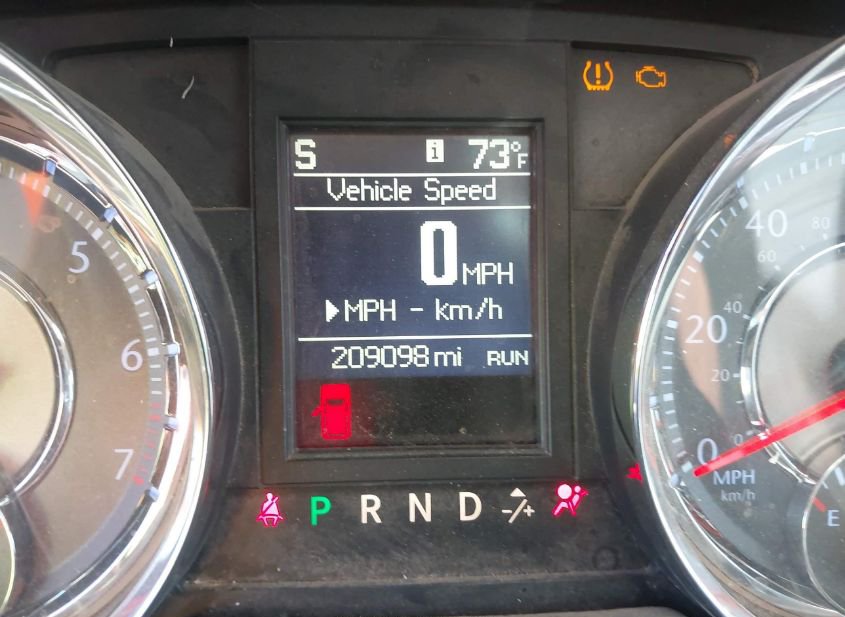 S i 73°F
Vehicle Speed
0 MPH
MPH - km/h
209098 mi RUN
P R N D -/+
5
6
7
40
80
60
20
40
20
0
0
MPH
km/h
E